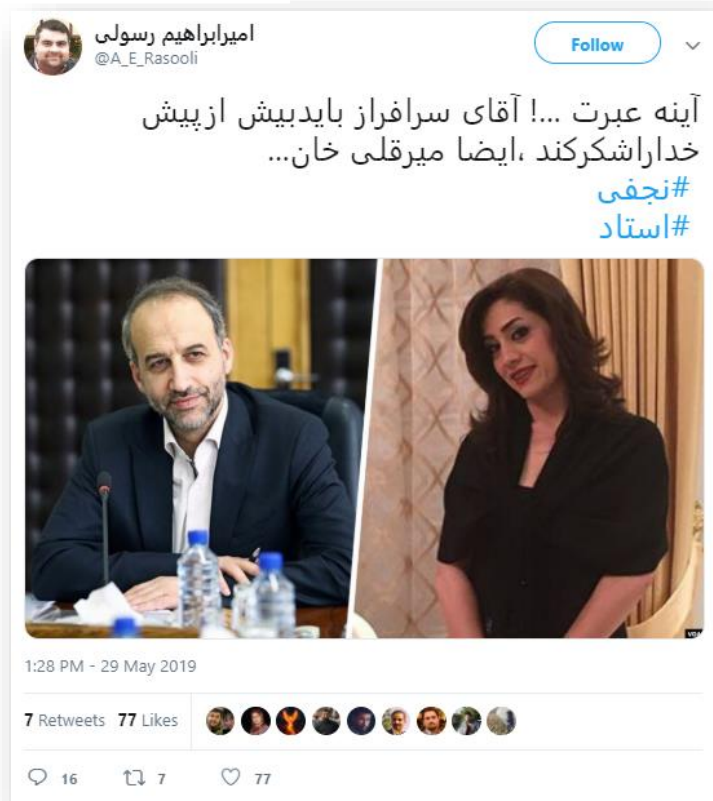 امیرابراهیم رسولی
@A_E_Rasooli
Follow
آینه عبرت ...! آقای سرافراز بایدبیش ازپیش
خداراشکرکند ،ایضا میرقلی خان...
#نجفی
#استاد
VOA
1:28 PM - 29 May 2019
7 Retweets 77 Likes
16 7 77